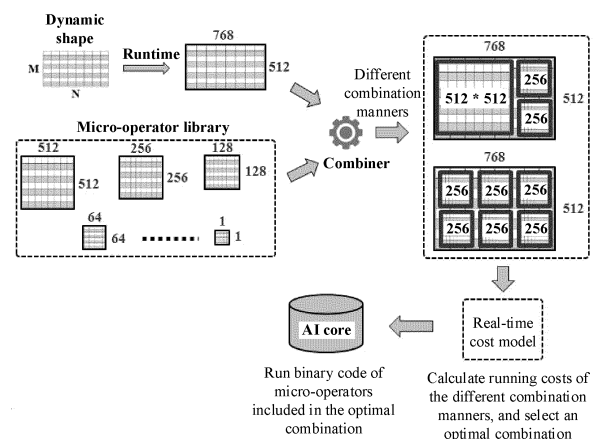 Dynamic
shape
M
N
Runtime
768
512
Micro-operator library
512
512
256
256
128
128
64
64
1
1
Combiner
Different
combination
manners
768
512 * 512
256
256
512
768
256
256
256
256
256
256
512
Real-time
cost model
Calculate running costs of
the different combination
manners, and select an
optimal combination
AI core
Run binary code of
micro-operators
included in the optimal
combination